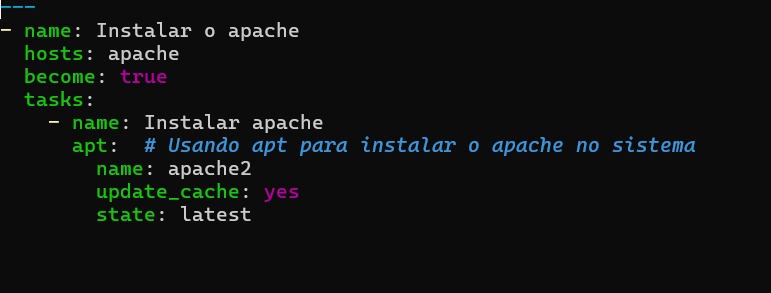 ---
- name: Instalar o apache
  hosts: apache
  become: true
  tasks:
    - name: Instalar apache
      apt:  # Usando apt para instalar o apache no sistema
        name: apache2
        update_cache: yes
        state: latest